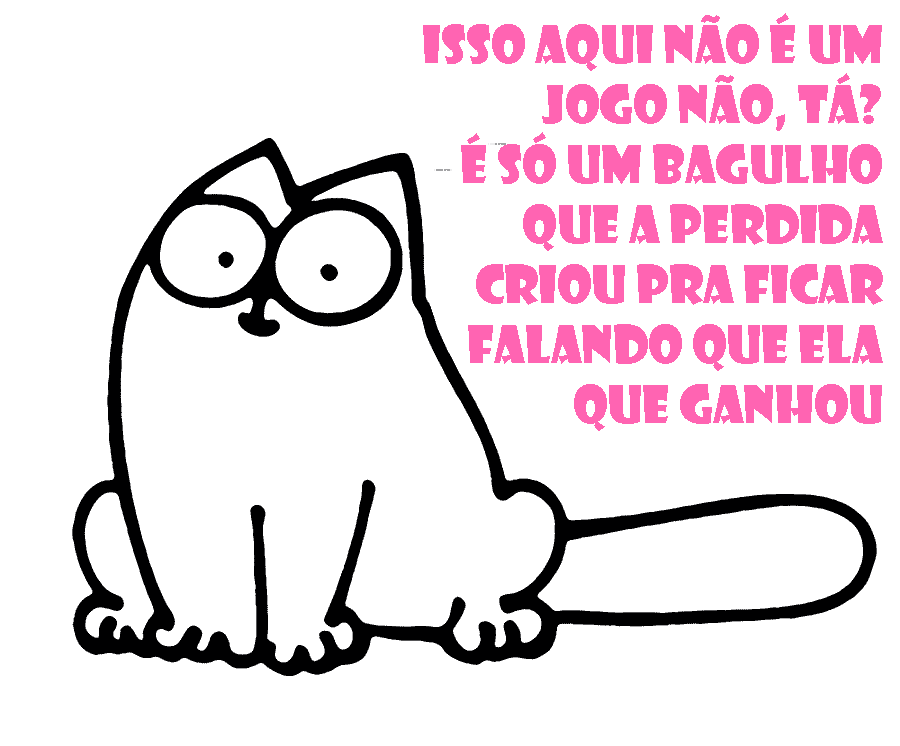 ISSO AQUI NÃO É UM
JOGO NÃO, TÁ?
É SÓ UM BAGULHO
QUE A PERDIDA
CRIOU PRA FICAR
FALANDO QUE ELA
QUE GANHOU